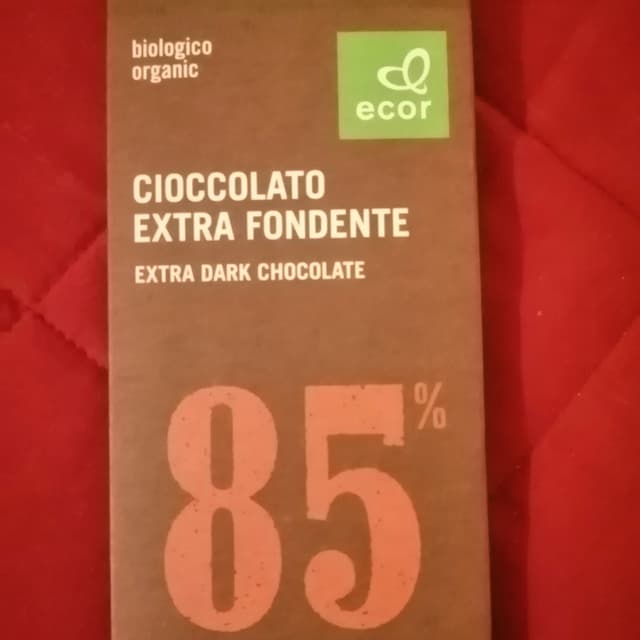 biologico
organic
ecor
CIOCCOLATO
EXTRA FONDENTE
EXTRA DARK CHOCOLATE
85%